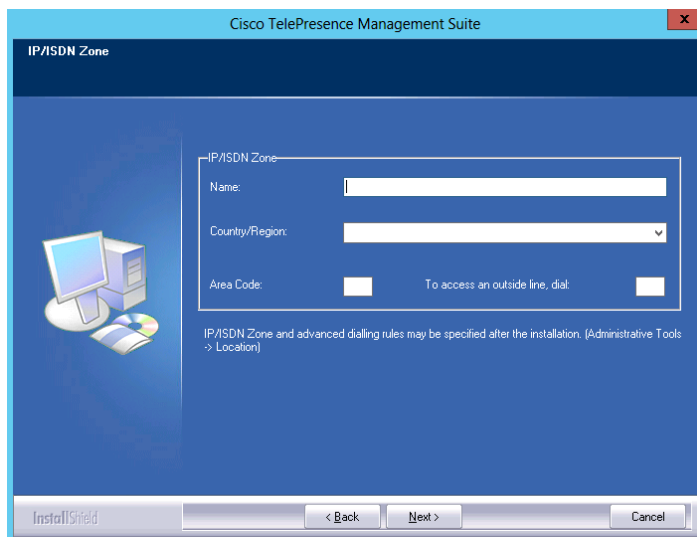 Cisco TelePresence Management Suite
x
IP/ISDN Zone
IP/ISDN Zone
Name:
Country/Region:
Area Code:
To access an outside line, dial:
IP/ISDN Zone and advanced dialling rules may be specified after the installation. (Administrative Tools
-> Location)
InstallShield
< Back
Next >
Cancel